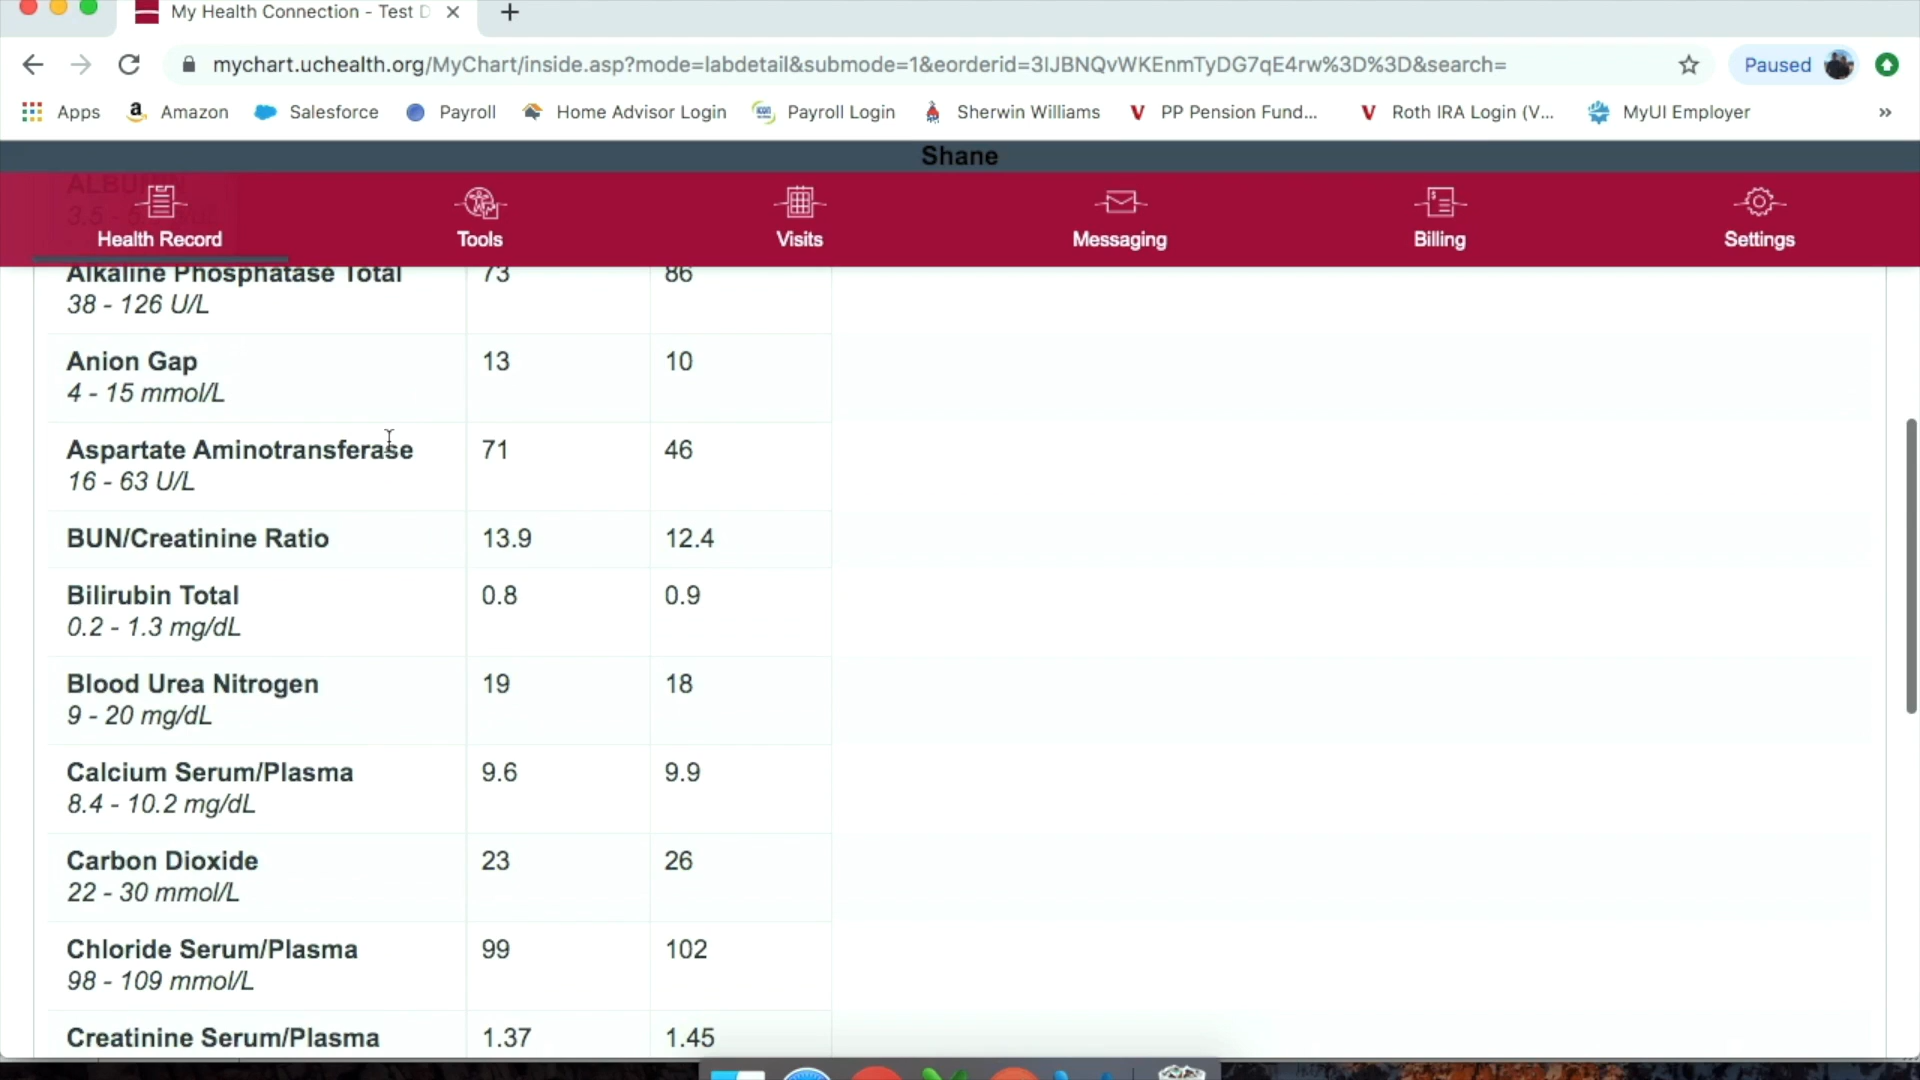 My Health Connection - Test D
mychart.uchealth.org/MyChart/inside.asp?mode=labdetail&submode=1&eorderid=3IJBNQvWKEnmTyDG7qE4rw%3D%3D&search=
Paused
Apps Amazon Salesforce Payroll Home Advisor Login Payroll Login Sherwin Williams PP Pension Fund... Roth IRA Login (V... MyUI Employer »
Shane
ALBUMIN
Health Record Tools Visits Messaging Billing Settings
Alkaline Phosphatase Total 73 86
38 - 126 U/L
Anion Gap 13 10
4 - 15 mmol/L
Aspartate Aminotransferase 71 46
16 - 63 U/L
BUN/Creatinine Ratio 13.9 12.4
Bilirubin Total 0.8 0.9
0.2 - 1.3 mg/dL
Blood Urea Nitrogen 19 18
9 - 20 mg/dL
Calcium Serum/Plasma 9.6 9.9
8.4 - 10.2 mg/dL
Carbon Dioxide 23 26
22 - 30 mmol/L
Chloride Serum/Plasma 99 102
98 - 109 mmol/L
Creatinine Serum/Plasma 1.37 1.45